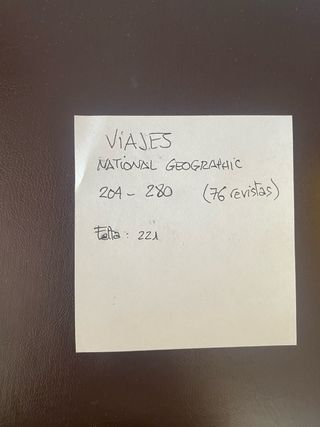 VIAJES
NATIONAL GEOGRAPHIC
204 - 280 (76 revistas)
Falta: 221